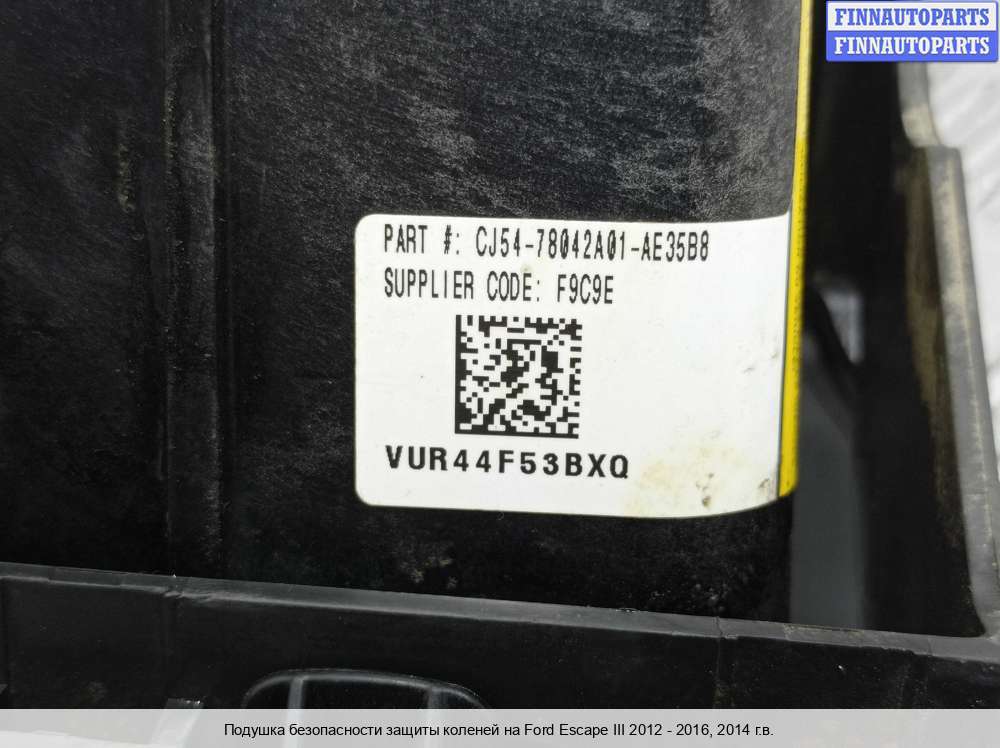 FINNAUTOPARTS
FINNAUTOPARTS
PART #: CJ54-78042A01-AE35B8
SUPPLIER CODE: F9C9E
VUR44F53BXQ
Подушка безопасности защиты коленей на Ford Escape III 2012 - 2016, 2014 г.в.